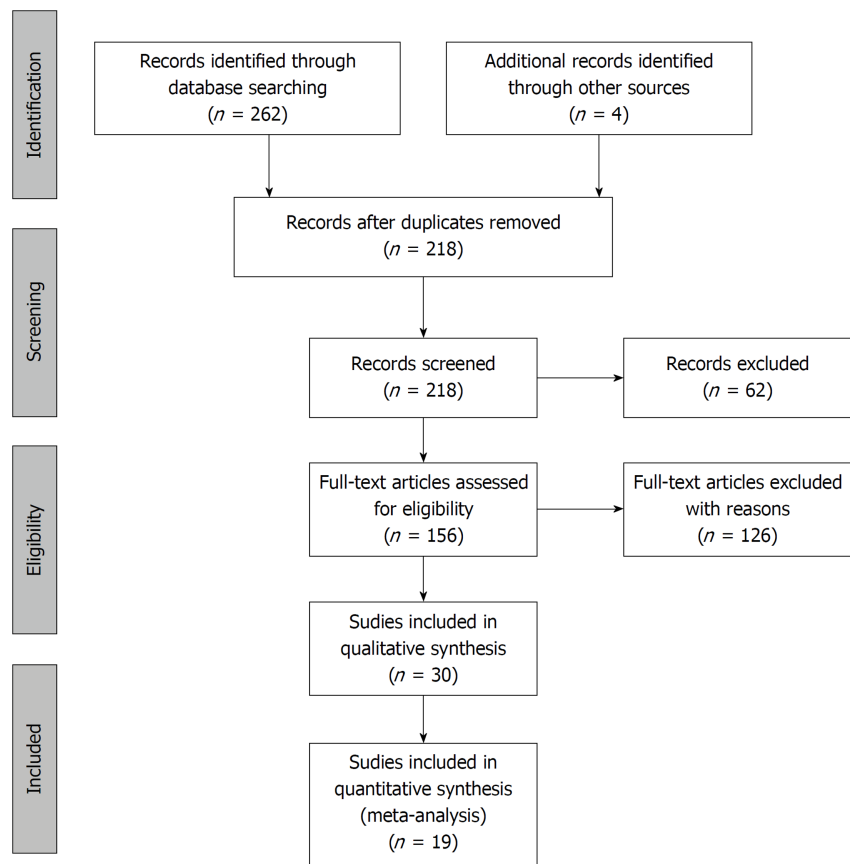 Identification
Records identified through
database searching
(n = 262)
Additional records identified
through other sources
(n = 4)
Records after duplicates removed
(n = 218)
Screening
Records screened
(n = 218)
Records excluded
(n = 62)
Eligibility
Full-text articles assessed
for eligibility
(n = 156)
Full-text articles excluded
with reasons
(n = 126)
Sudies included in
qualitative synthesis
(n = 30)
Included
Sudies included in
quantitative synthesis
(meta-analysis)
(n = 19)